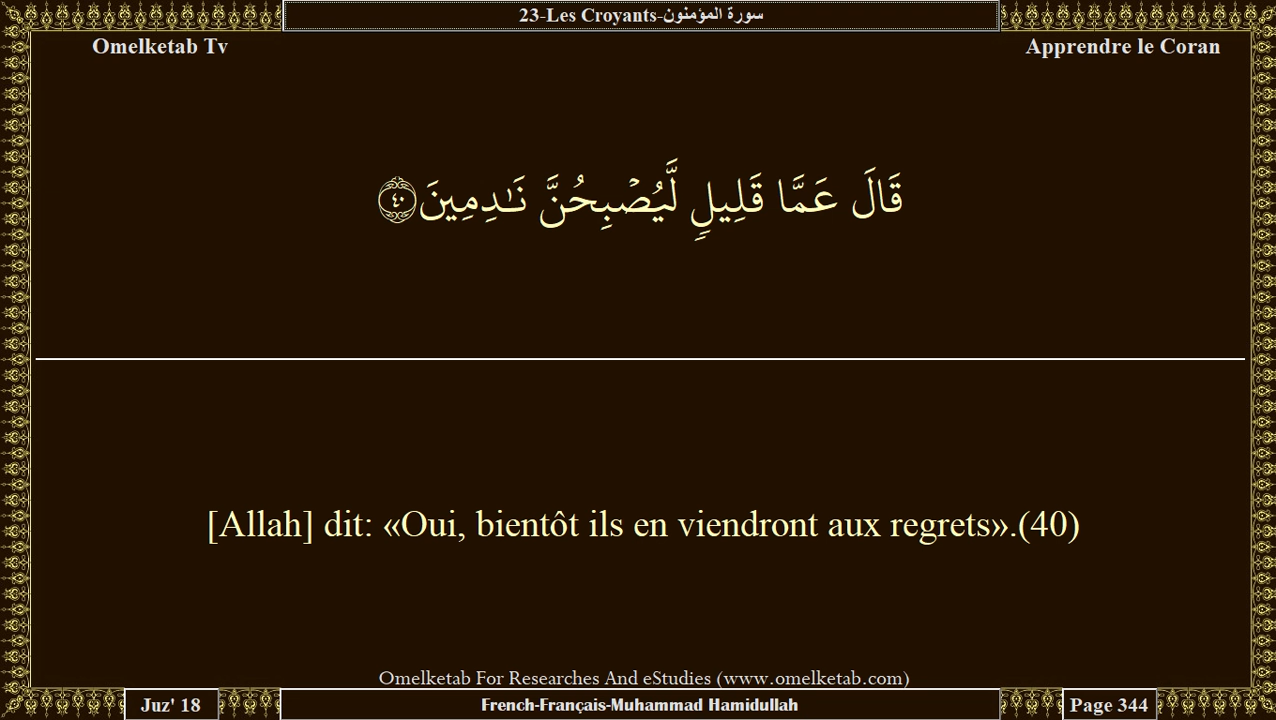 23-Les Croyants-سورة المؤمنون
Omelketab Tv
Apprendre le Coran
قَالَ عَمَّا قَلِيلٖ لَّيُصۡبِحُنَّ نَٰدِمِينَ ٤٠
[Allah] dit: «Oui, bientôt ils en viendront aux regrets».(40)
Omelketab For Researches And eStudies (www.omelketab.com)
Juz' 18
French-Français-Muhammad Hamidullah
Page 344